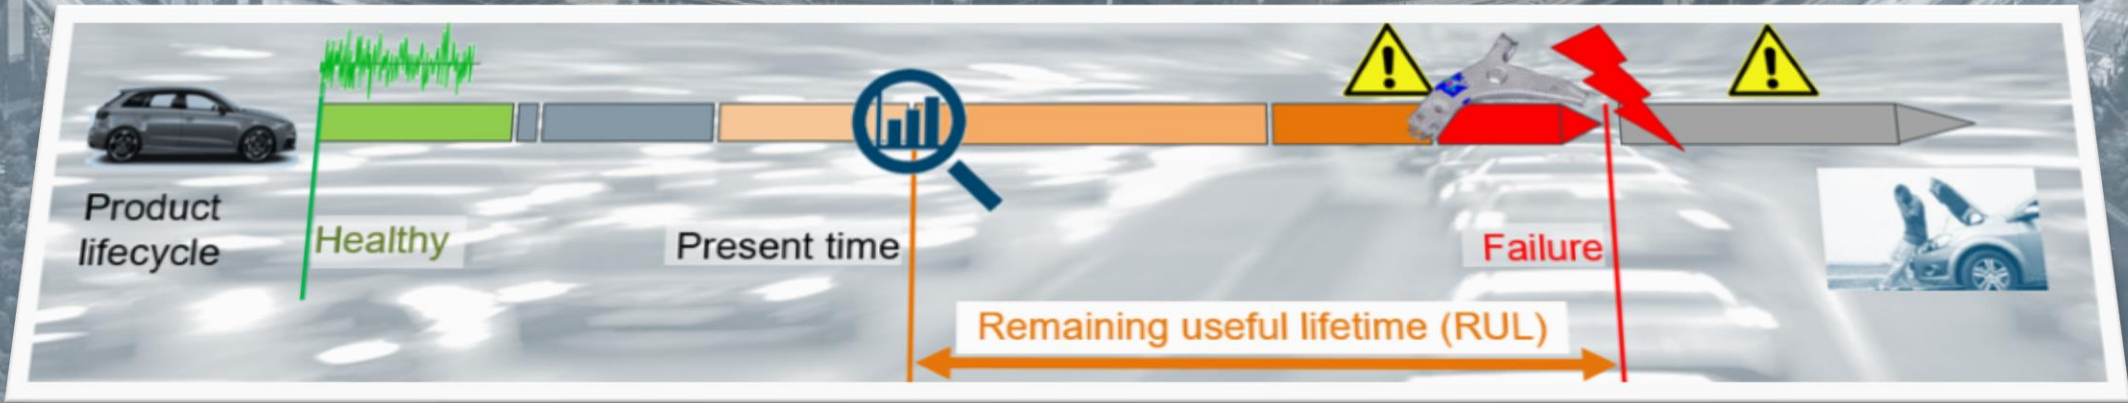 Product
lifecycle
Healthy
Present time
Failure
Remaining useful lifetime (RUL)